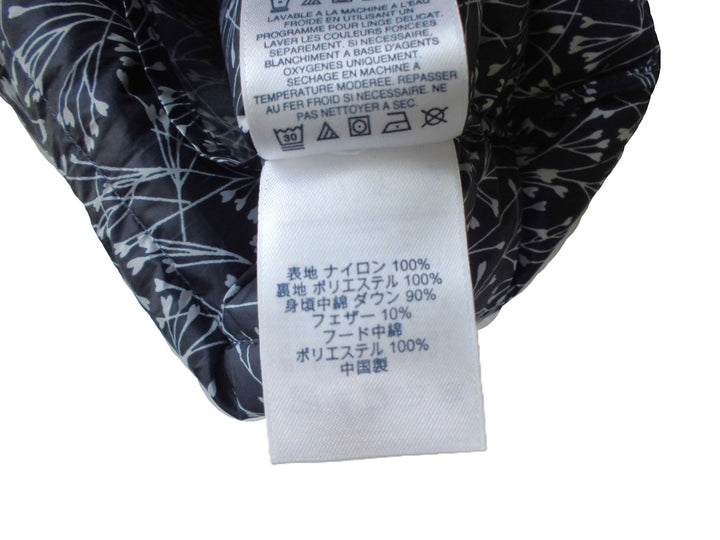 LAVABLE A LA MACHINE A L'EAU
FROIDE EN UTILISANT UN
PROGRAMME POUR LINGE DELICAT.
LAVER LES COULEURS FONCÉES
SEPAREMENT. SI NECESSAIRE,
BLANCHIMENT A BASE D'AGENTS
OXYGENES UNIQUEMENT.
SECHAGE EN MACHINE A
TEMPERATURE MODEREE. REPASSER
AU FER FROID SI NECESSAIRE. NE
PAS NETTOYER A SEC.
30
表地 ナイロン 100%
裏地 ポリエステル 100%
身頃中綿 ダウン 90%
フェザー 10%
フード中綿
ポリエステル 100%
中国製